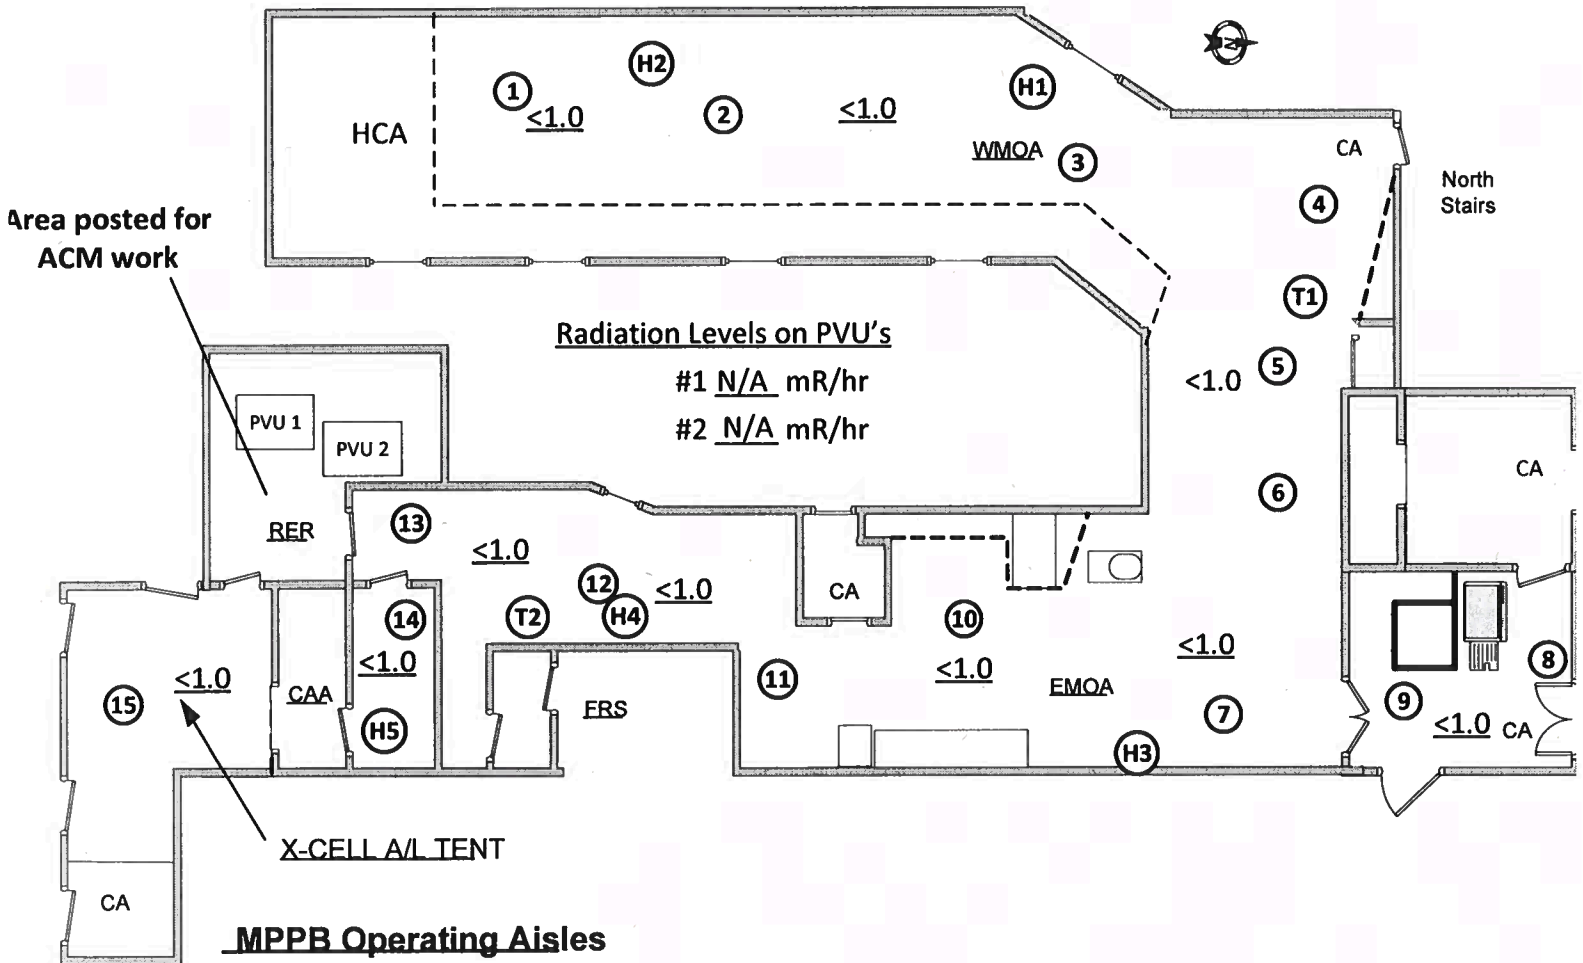 N
H2
H1
1
<1.0
2
<1.0
HCA
WMOA
3
CA
North
Stairs
4
Area posted for
ACM work
T1
Radiation Levels on PVU's
#1 N/A mR/hr
#2 N/A mR/hr
<1.0
5
PVU 1
PVU 2
CA
6
RER
13
<1.0
12
<1.0
CA
14
T2
H4
10
8
<1.0
<1.0
<1.0
<1.0
11
EMOA
15
CAA
FRS
9
7
H5
<1.0
CA
H3
X-CELL A/L TENT
CA
MPPB Operating Aisles